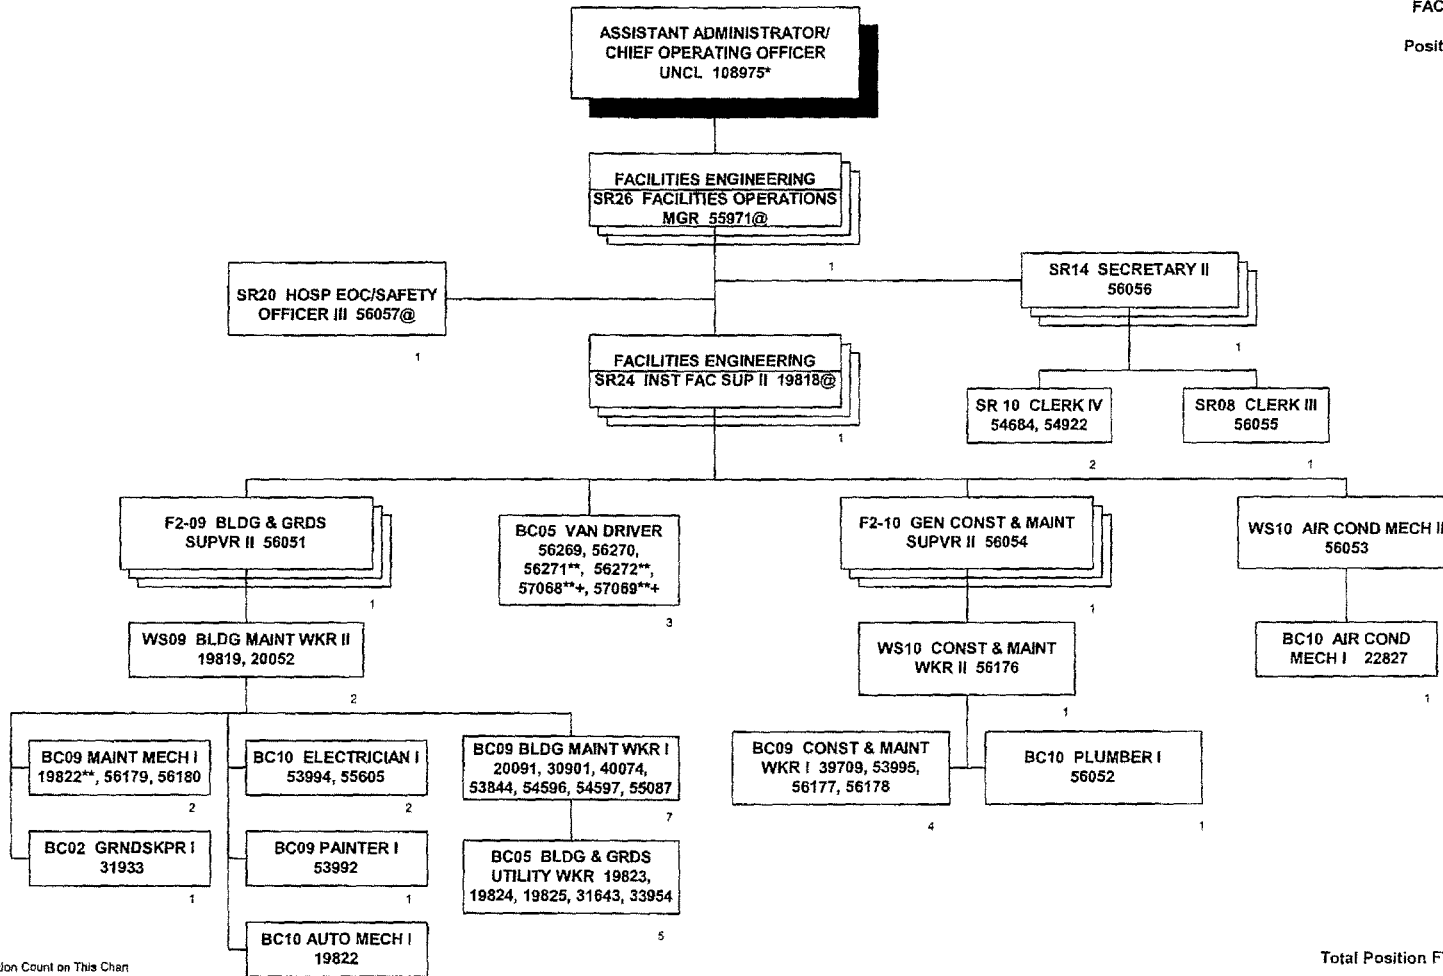 FAC
Posit
ASSISTANT ADMINISTRATOR/
CHIEF OPERATING OFFICER
UNCL 108975*
FACILITIES ENGINEERING
SR26 FACILITIES OPERATIONS
MGR 55971@
1
SR20 HOSP EOC/SAFETY
OFFICER III 56057@
1
SR14 SECRETARY II
56056
1
FACILITIES ENGINEERING
SR24 INST FAC SUP II 19818@
1
SR 10 CLERK IV
54684, 54922
2
SR08 CLERK III
56055
1
F2-09 BLDG & GRDS
SUPVR II 56051
1
BC05 VAN DRIVER
56269, 56270,
56271**, 56272**,
57068**+, 57069**+
3
F2-10 GEN CONST & MAINT
SUPVR II 56054
1
WS10 AIR COND MECH II
56053
WS09 BLDG MAINT WKR II
19819, 20052
2
WS10 CONST & MAINT
WKR II 56176
1
BC10 AIR COND
MECH I 22827
1
BC09 MAINT MECH I
19822**, 56179, 56180
2
BC10 ELECTRICIAN I
53994, 55605
2
BC09 BLDG MAINT WKR I
20091, 30901, 40074,
53844, 54596, 54597, 55087
7
BC09 CONST & MAINT
WKR I 39709, 53995,
56177, 56178
4
BC10 PLUMBER I
56052
1
BC02 GRNDSKPR I
31933
1
BC09 PAINTER I
53992
1
BC05 BLDG & GRDS
UTILITY WKR 19823,
19824, 19825, 31643, 33954
5
BC10 AUTO MECH I
19822
ion Count on This Chart
Total Position F